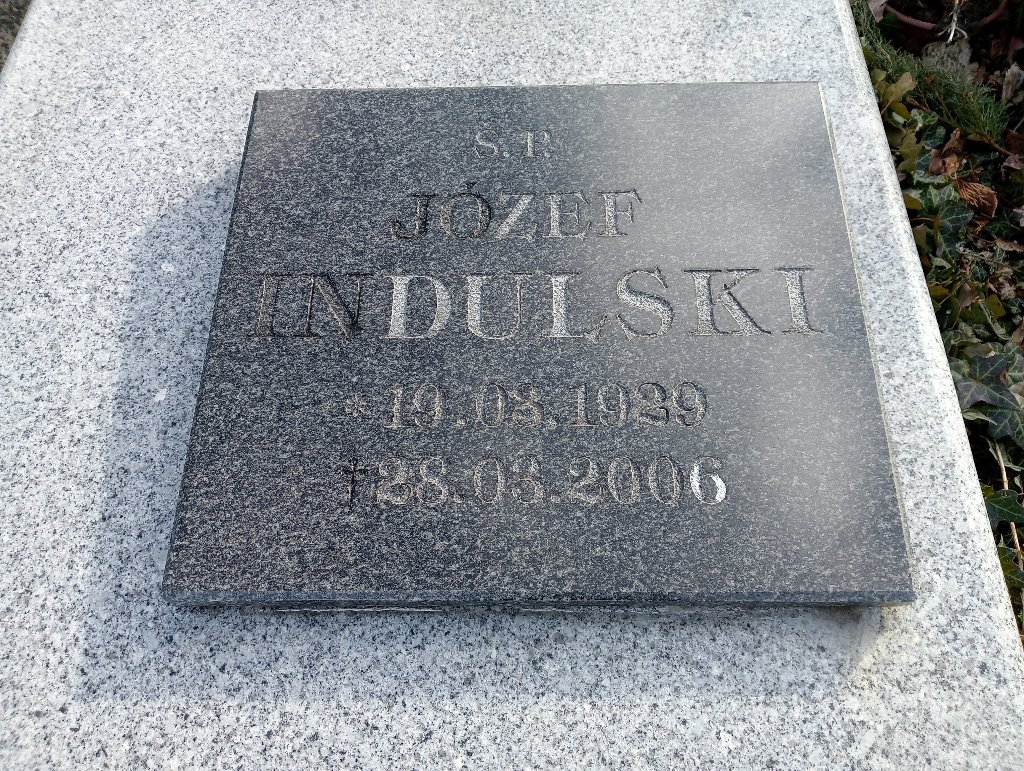 Ś. P.
JÓZEF
INDULSKI
* 19.03.1929
†28.03.2006